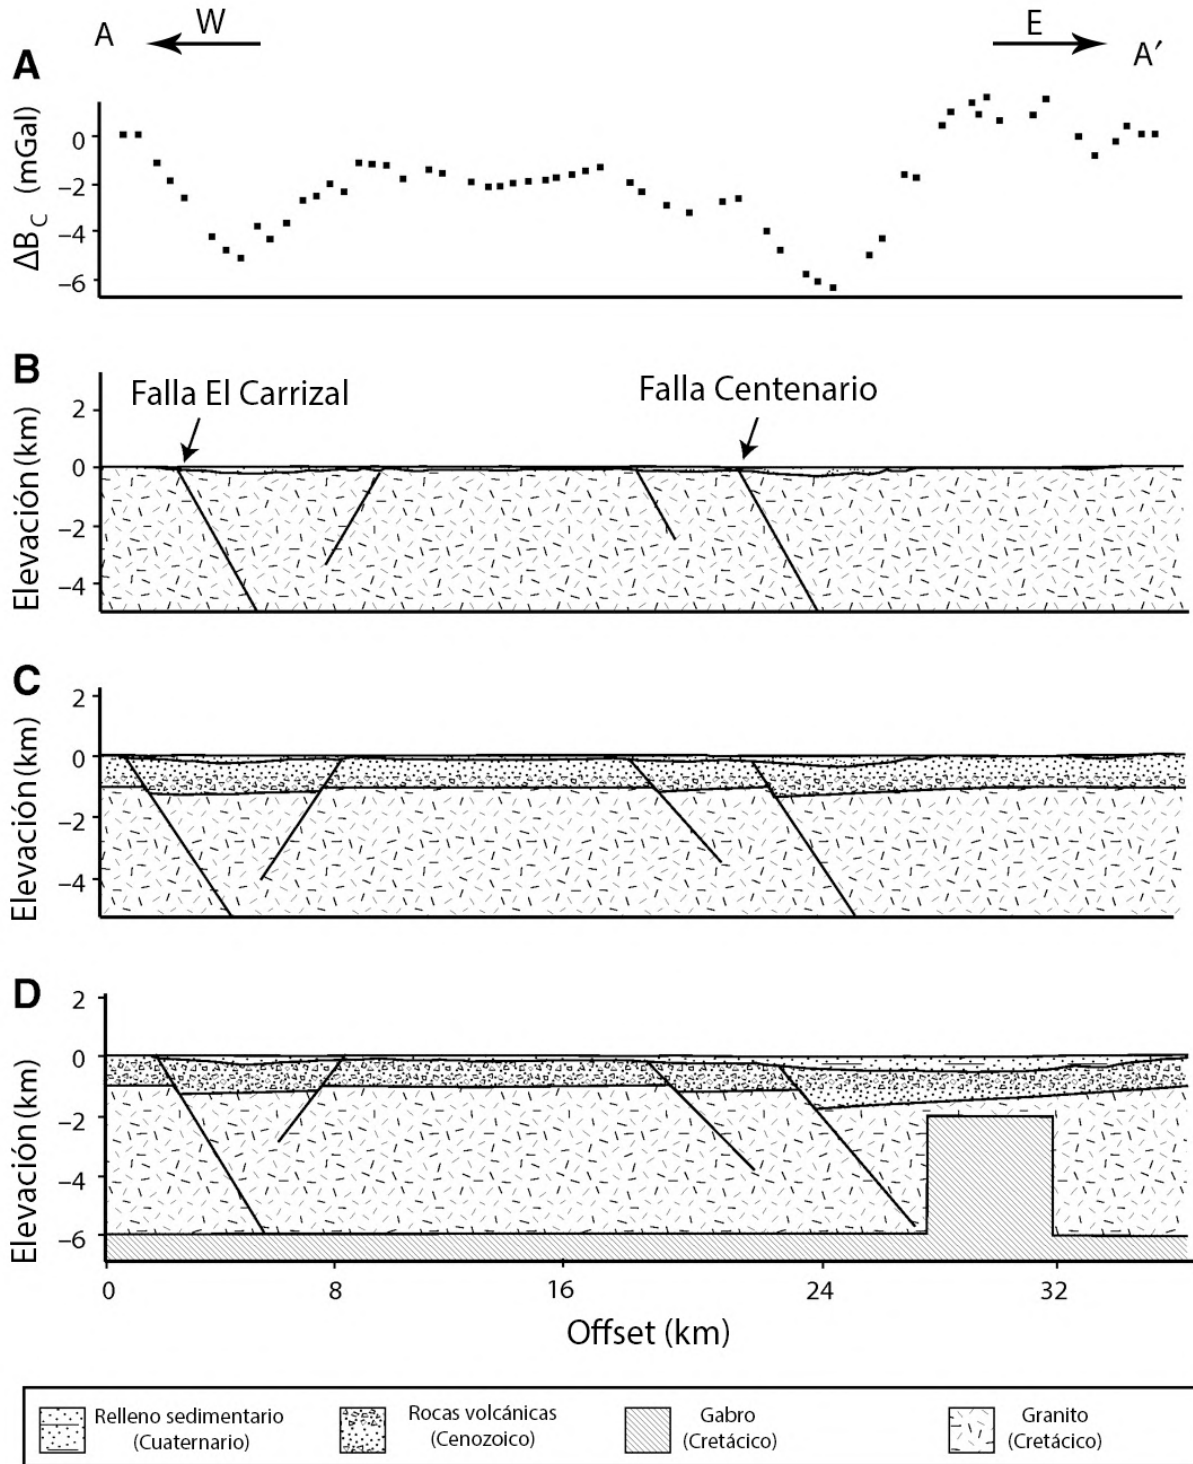 A
W
E
A′
A
ΔB C (mGal)
0
−2
−4
−6
B
Falla El Carrizal
Falla Centenario
Elevación (km)
2
0
−2
−4
C
Elevación (km)
2
0
−2
−4
D
Elevación (km)
2
0
−2
−4
−6
0
8
16
24
32
Offset (km)
Relleno sedimentario
(Cuaternario)
Rocas volcánicas
(Cenozoico)
Gabro
(Cretácico)
Granito
(Cretácico)